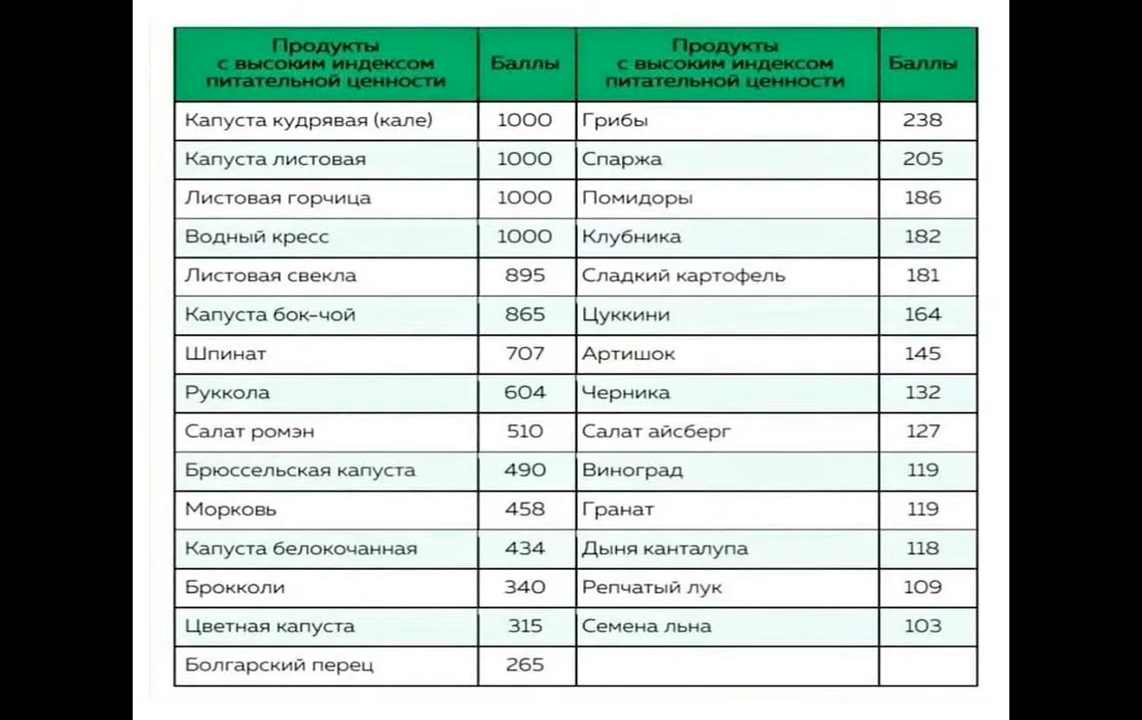 Продукты
с высоким индексом
питательной ценности
Баллы
Продукты
с высоким индексом
питательной ценности
Баллы
Капуста кудрявая (кале) 1000 Грибы 238
Капуста листовая 1000 Спаржа 205
Листовая горчица 1000 Помидоры 186
Водный кресс 1000 Клубника 182
Листовая свекла 895 Сладкий картофель 181
Капуста бок-чой 865 Цуккини 164
Шпинат 707 Артишок 145
Руккола 604 Черника 132
Салат ромэн 510 Салат айсберг 127
Брюссельская капуста 490 Виноград 119
Морковь 458 Гранат 119
Капуста белокочанная 434 Дыня канталупа 118
Брокколи 340 Репчатый лук 109
Цветная капуста 315 Семена льна 103
Болгарский перец 265